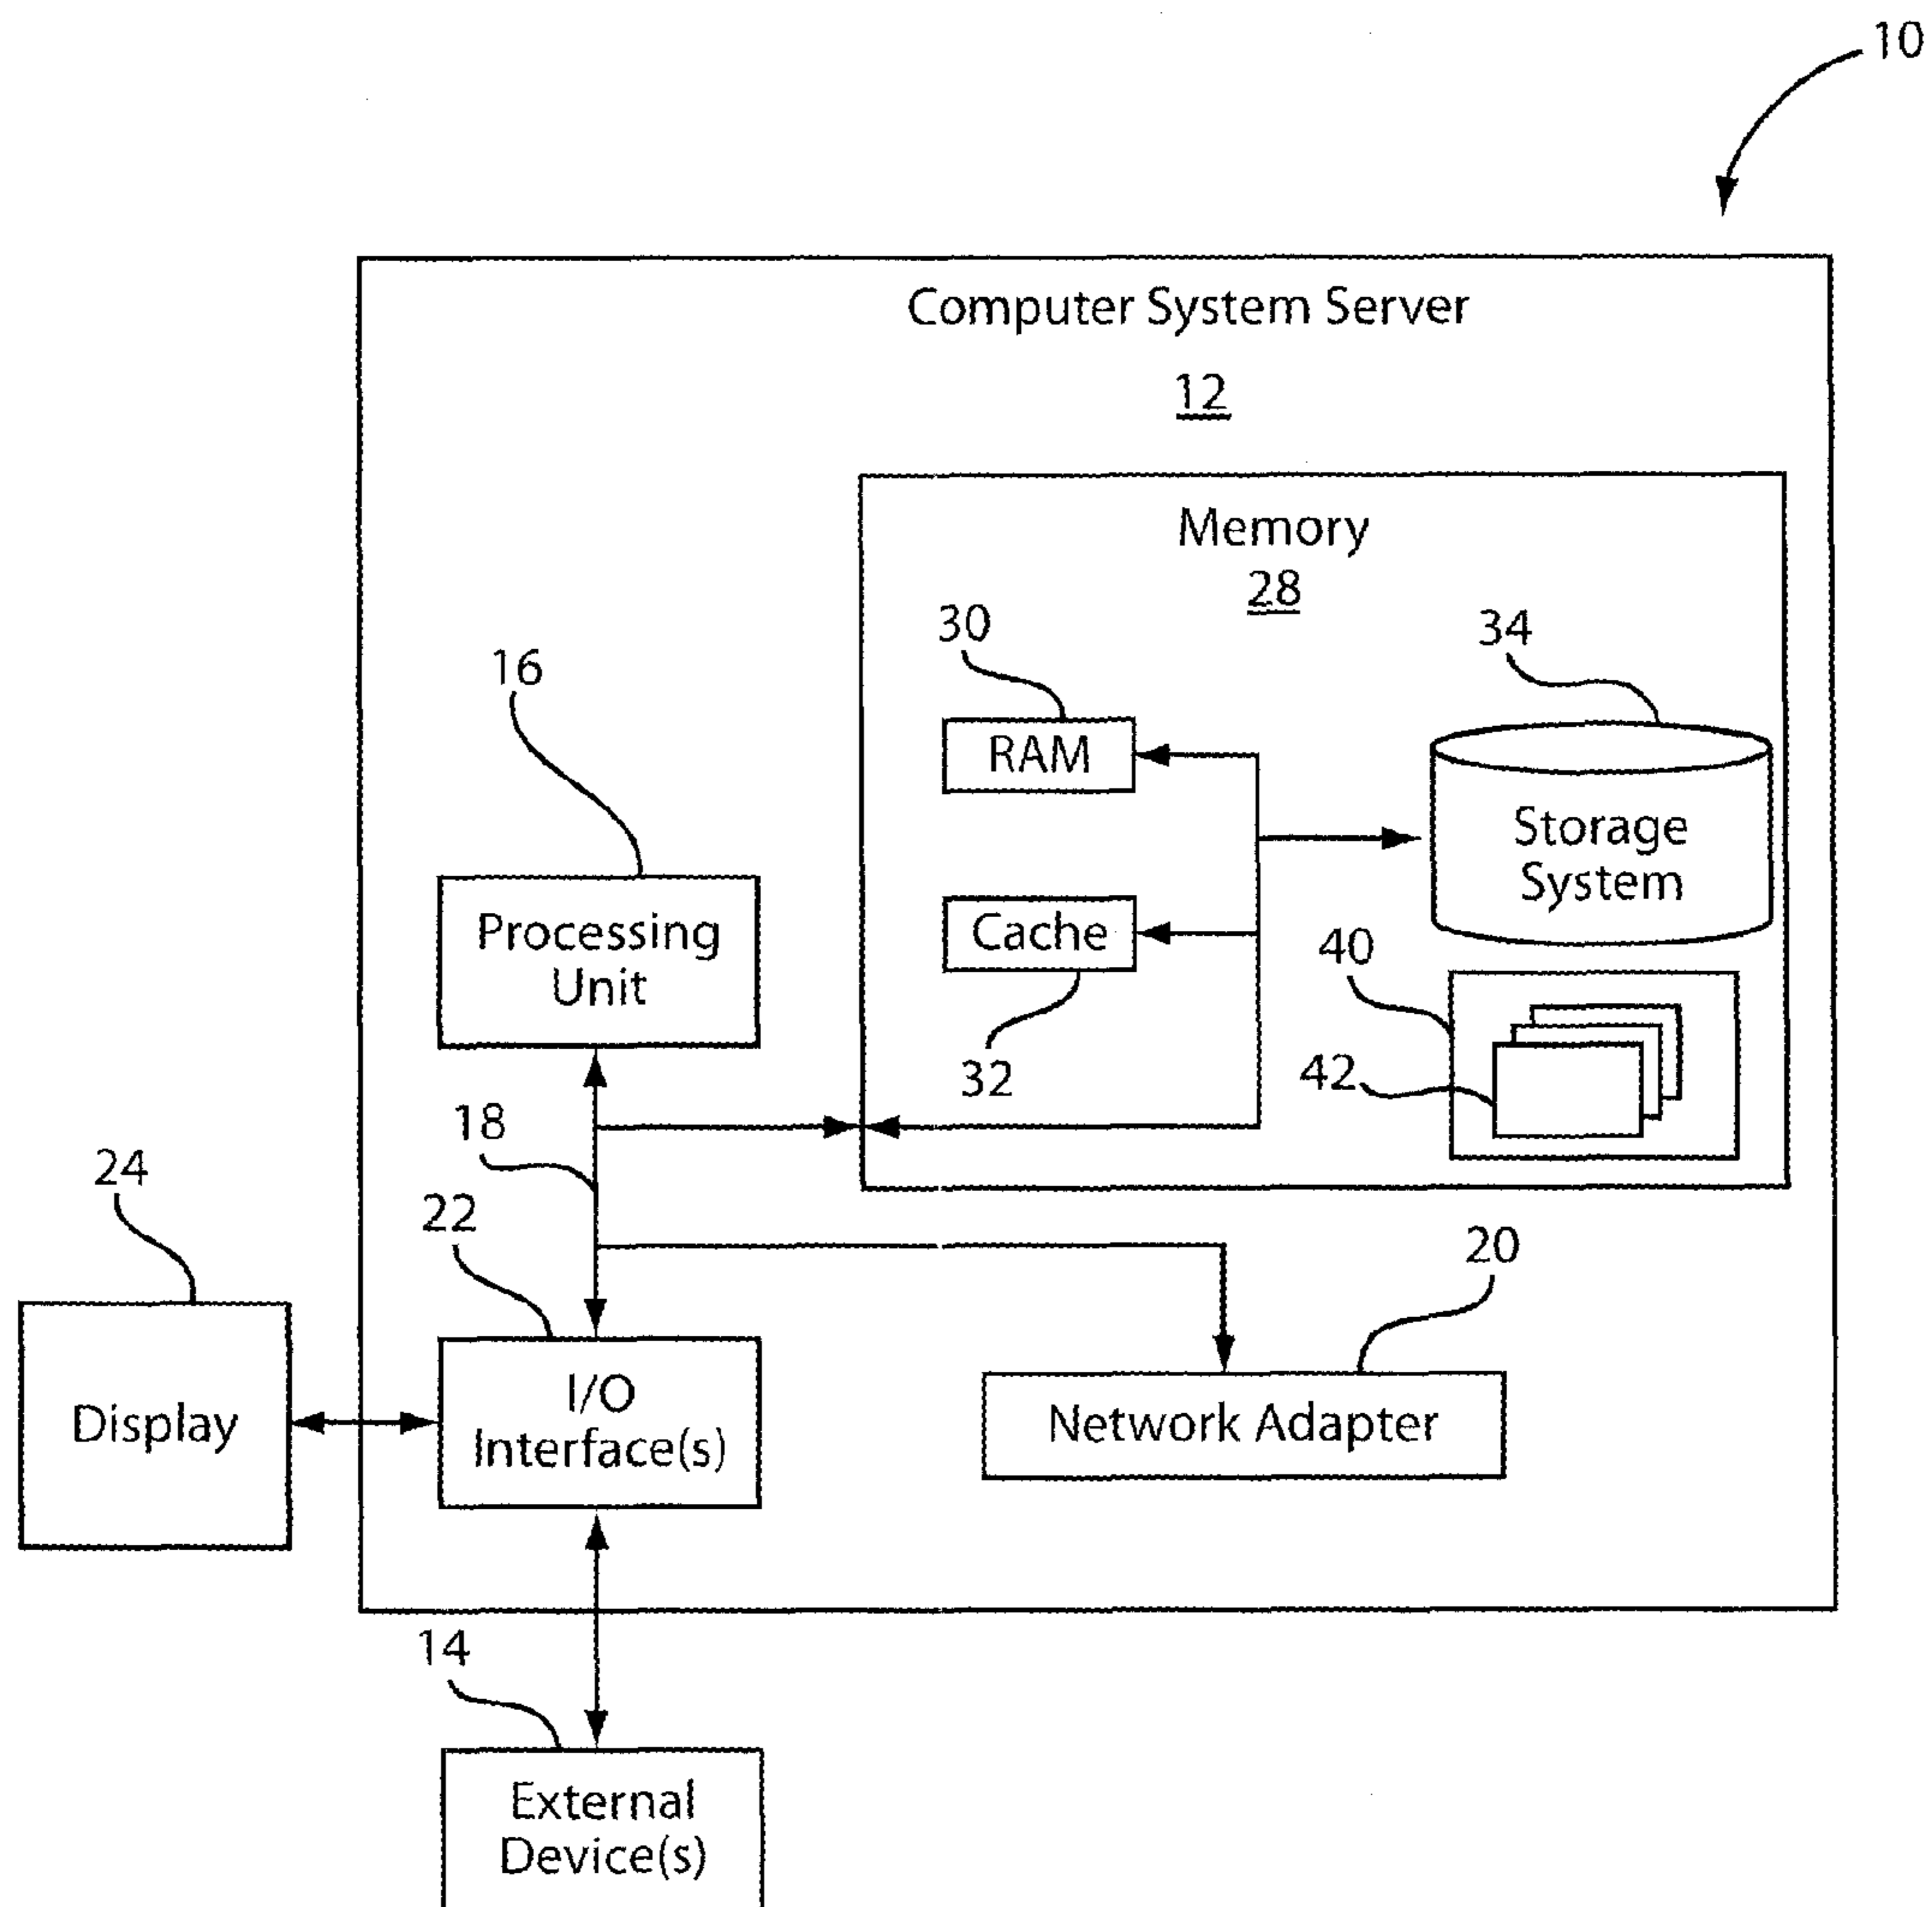 10
Computer System Server
12
Memory
28
30
34
16
RAM
Storage
System
Processing
Unit
Cache
40
32
42
18
24
22
20
Display
I/O
Interface(s)
Network Adapter
14
External
Device(s)